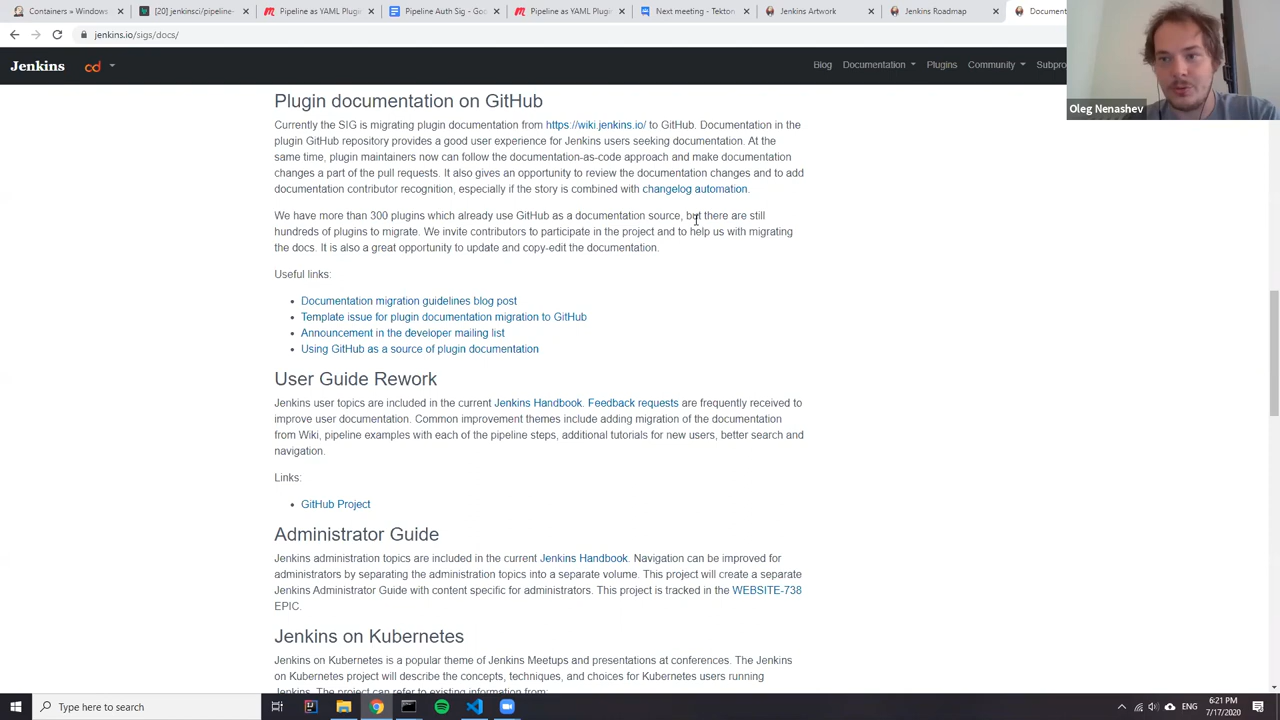 Containers » Windows
[20] jenkinsci/pipeline-
Pipeline as YAML Plugi
Pipeline Auth Sig - Goo
Pipeline as YAML Plugin
Next meeting - Tekton
Jenkins Artwork
Jenkins Roadmap
Document
jenkins.io/sigs/docs/
Jenkins
cd
Blog
Documentation
Plugins
Community
Subpro
Oleg Nenashev
Plugin documentation on GitHub
Currently the SIG is migrating plugin documentation from https://wiki.jenkins.io/ to GitHub. Documentation in the
plugin GitHub repository provides a good user experience for Jenkins users seeking documentation. At the
same time, plugin maintainers now can follow the documentation-as-code approach and make documentation
changes a part of the pull requests. It also gives an opportunity to review the documentation changes and to add
documentation contributor recognition, especially if the story is combined with changelog automation.
We have more than 300 plugins which already use GitHub as a documentation source, but there are still
hundreds of plugins to migrate. We invite contributors to participate in the project and to help us with migrating
the docs. It is also a great opportunity to update and copy-edit the documentation.
Useful links:
• Documentation migration guidelines blog post
• Template issue for plugin documentation migration to GitHub
• Announcement in the developer mailing list
• Using GitHub as a source of plugin documentation
User Guide Rework
Jenkins user topics are included in the current Jenkins Handbook. Feedback requests are frequently received to
improve user documentation. Common improvement themes include adding migration of the documentation
from Wiki, pipeline examples with each of the pipeline steps, additional tutorials for new users, better search and
navigation.
Links:
• GitHub Project
Administrator Guide
Jenkins administration topics are included in the current Jenkins Handbook. Navigation can be improved for
administrators by separating the administration topics into a separate volume. This project will create a separate
Jenkins Administrator Guide with content specific for administrators. This project is tracked in the WEBSITE-738
EPIC.
Jenkins on Kubernetes
Jenkins on Kubernetes is a popular theme of Jenkins Meetups and presentations at conferences. The Jenkins
on Kubernetes project will describe the concepts, techniques, and choices for Kubernetes users running
Jenkins. The project can refer to existing information from:
Type here to search
ENG
6:21 PM
7/17/2020